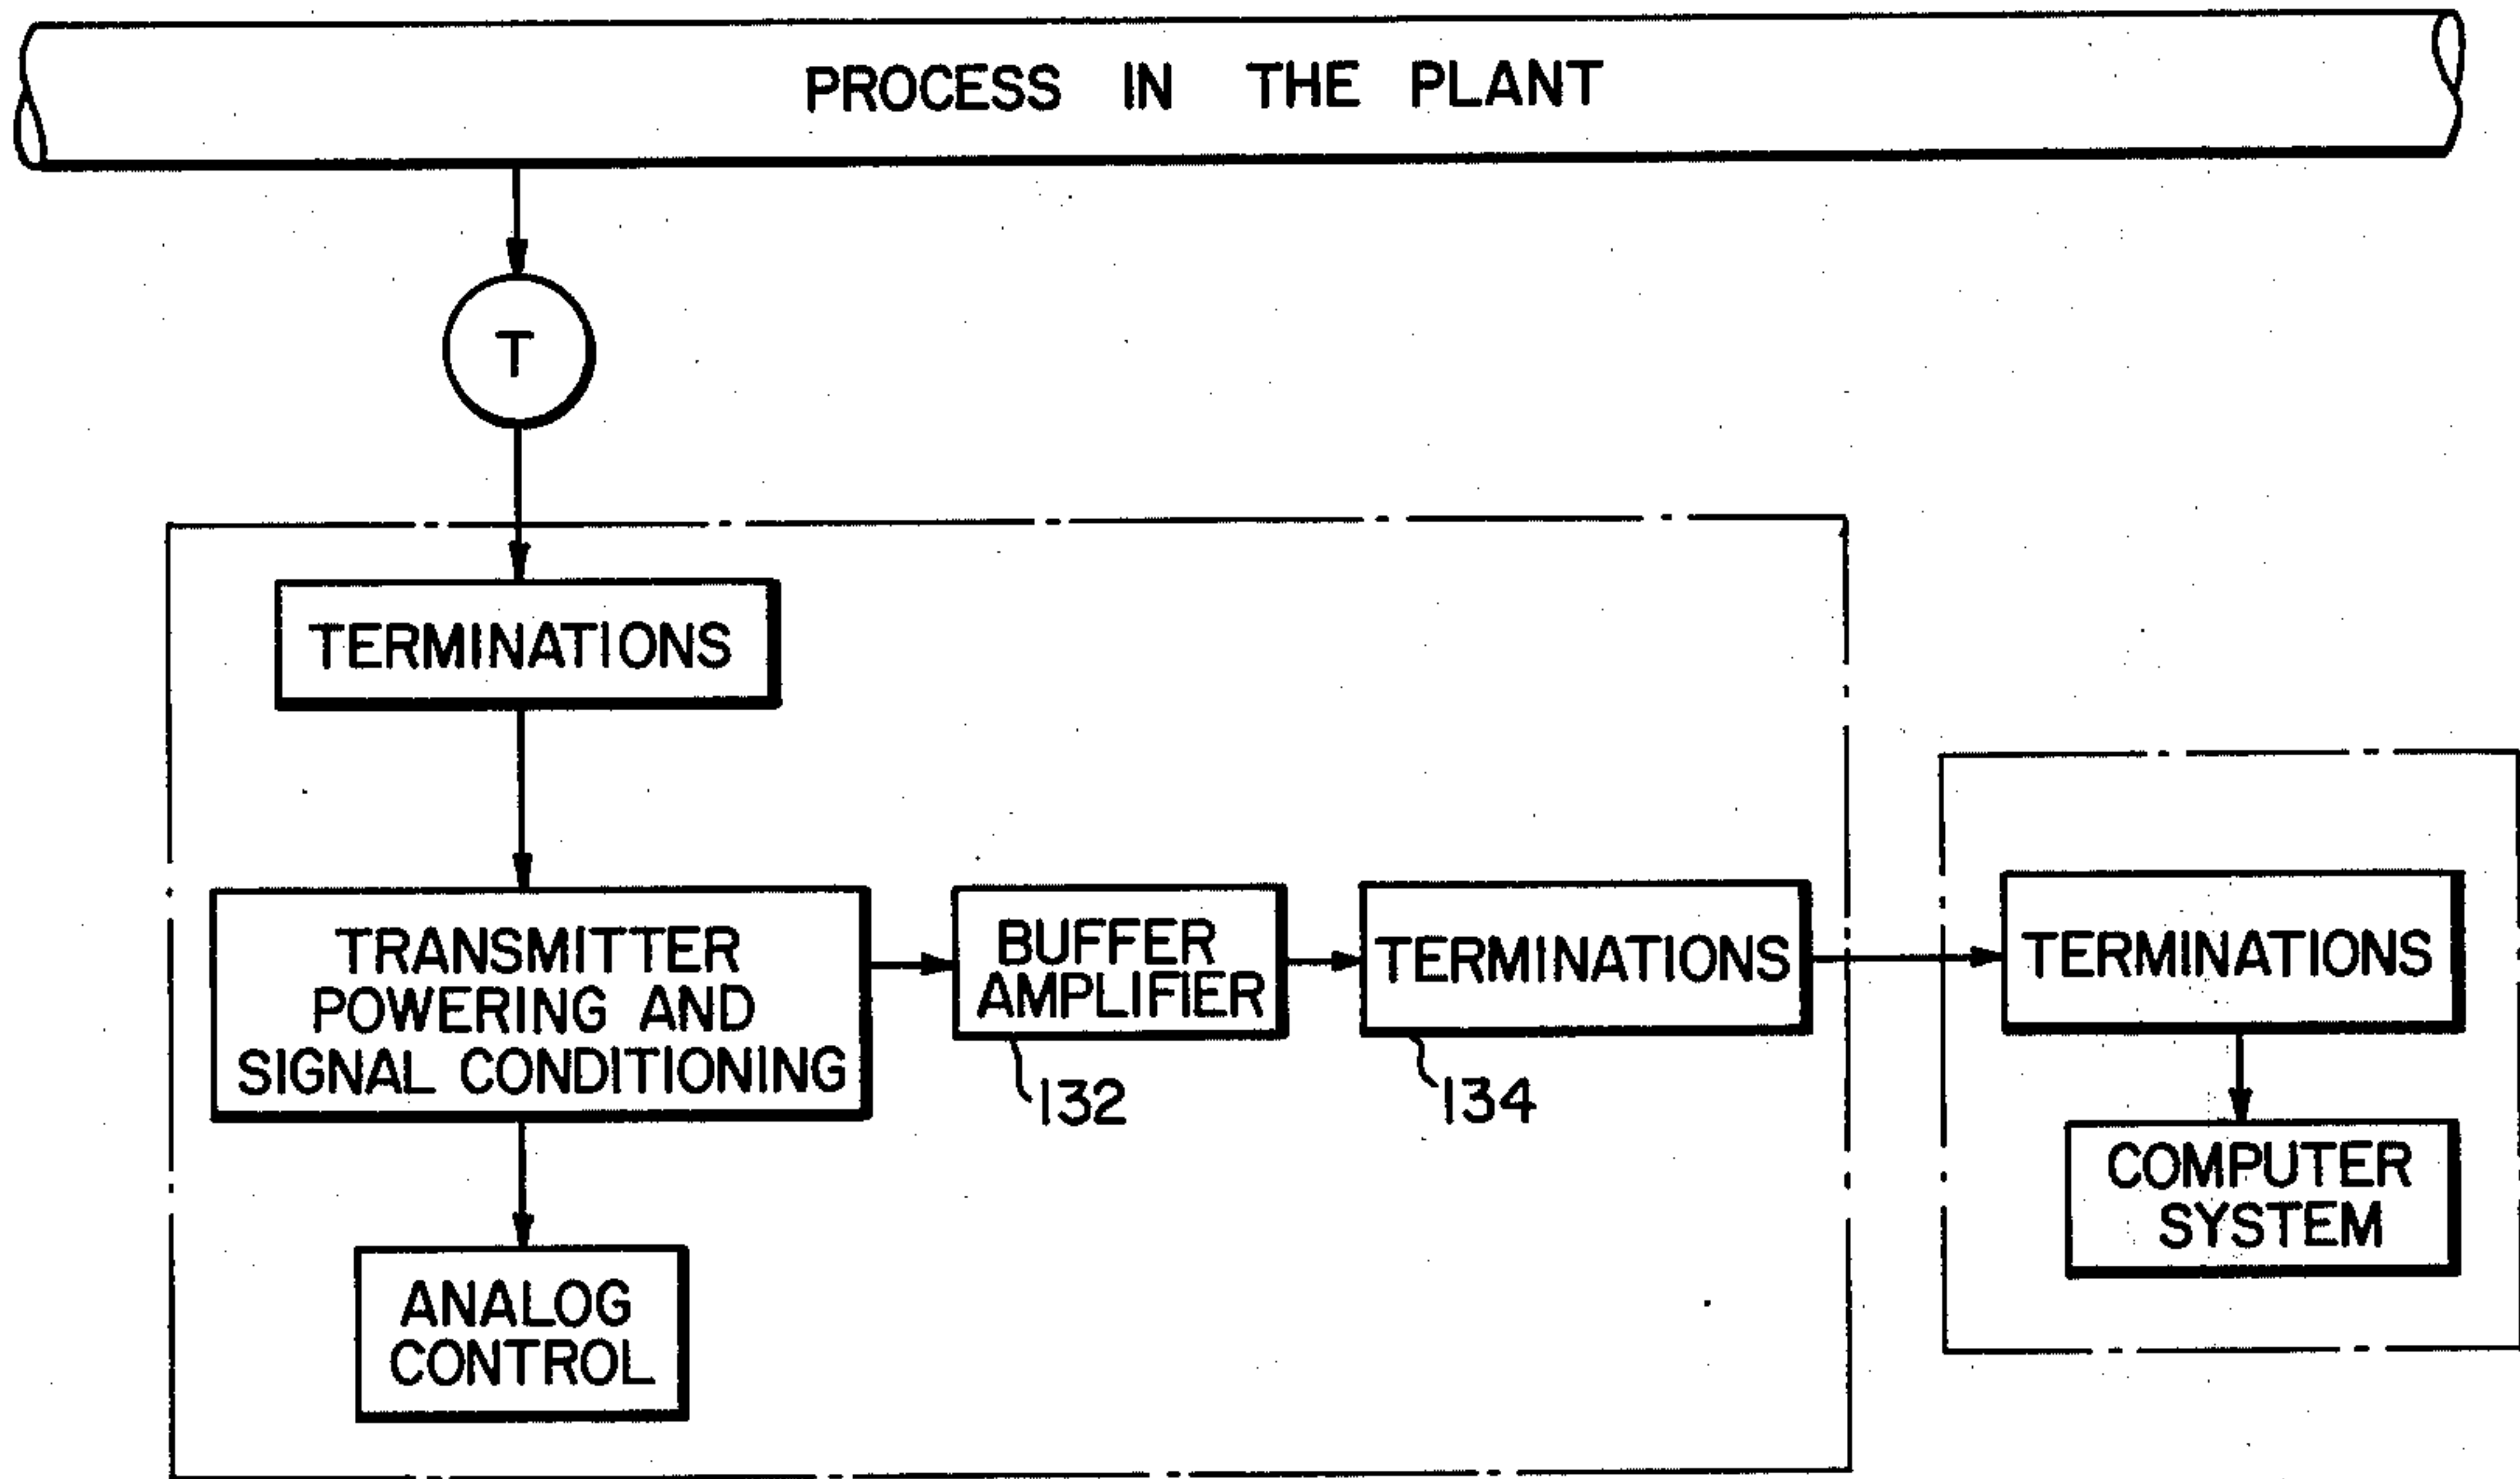 PROCESS IN THE PLANT
T
TERMINATIONS
TRANSMITTER
POWERING AND
SIGNAL CONDITIONING
BUFFER
AMPLIFIER
132
TERMINATIONS
134
TERMINATIONS
COMPUTER
SYSTEM
ANALOG
CONTROL